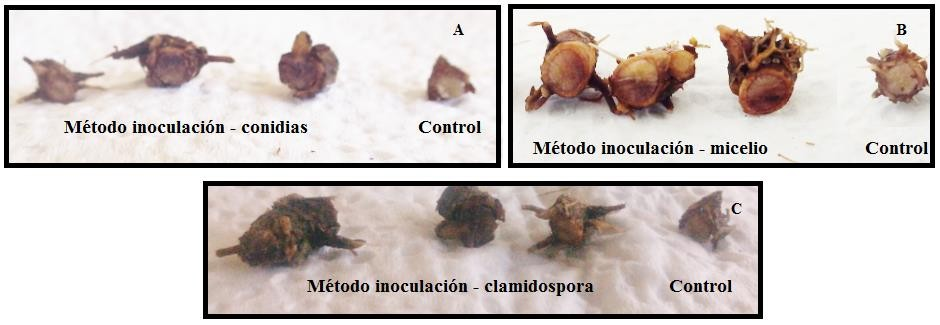 A
Método inoculación - conidias
Control
B
Método inoculación - micelio
Control
C
Método inoculación - clamidospora
Control